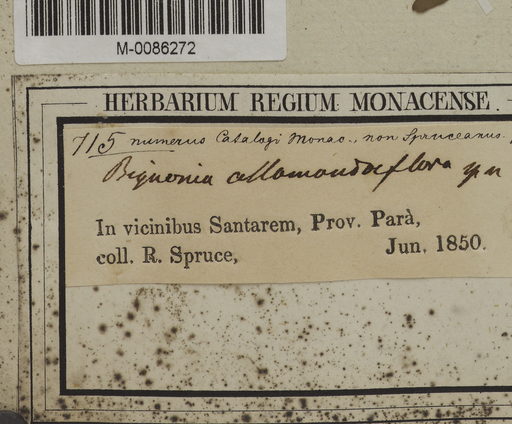 M-0086272
HERBARIUM REGIUM MONACENSE.
715 numerus Catalogi Monac., non Spruceanus.
Bignonia allamandaeflora
In vicinibus Santarem, Prov. Parà,
coll. R. Spruce, Jun. 1850.